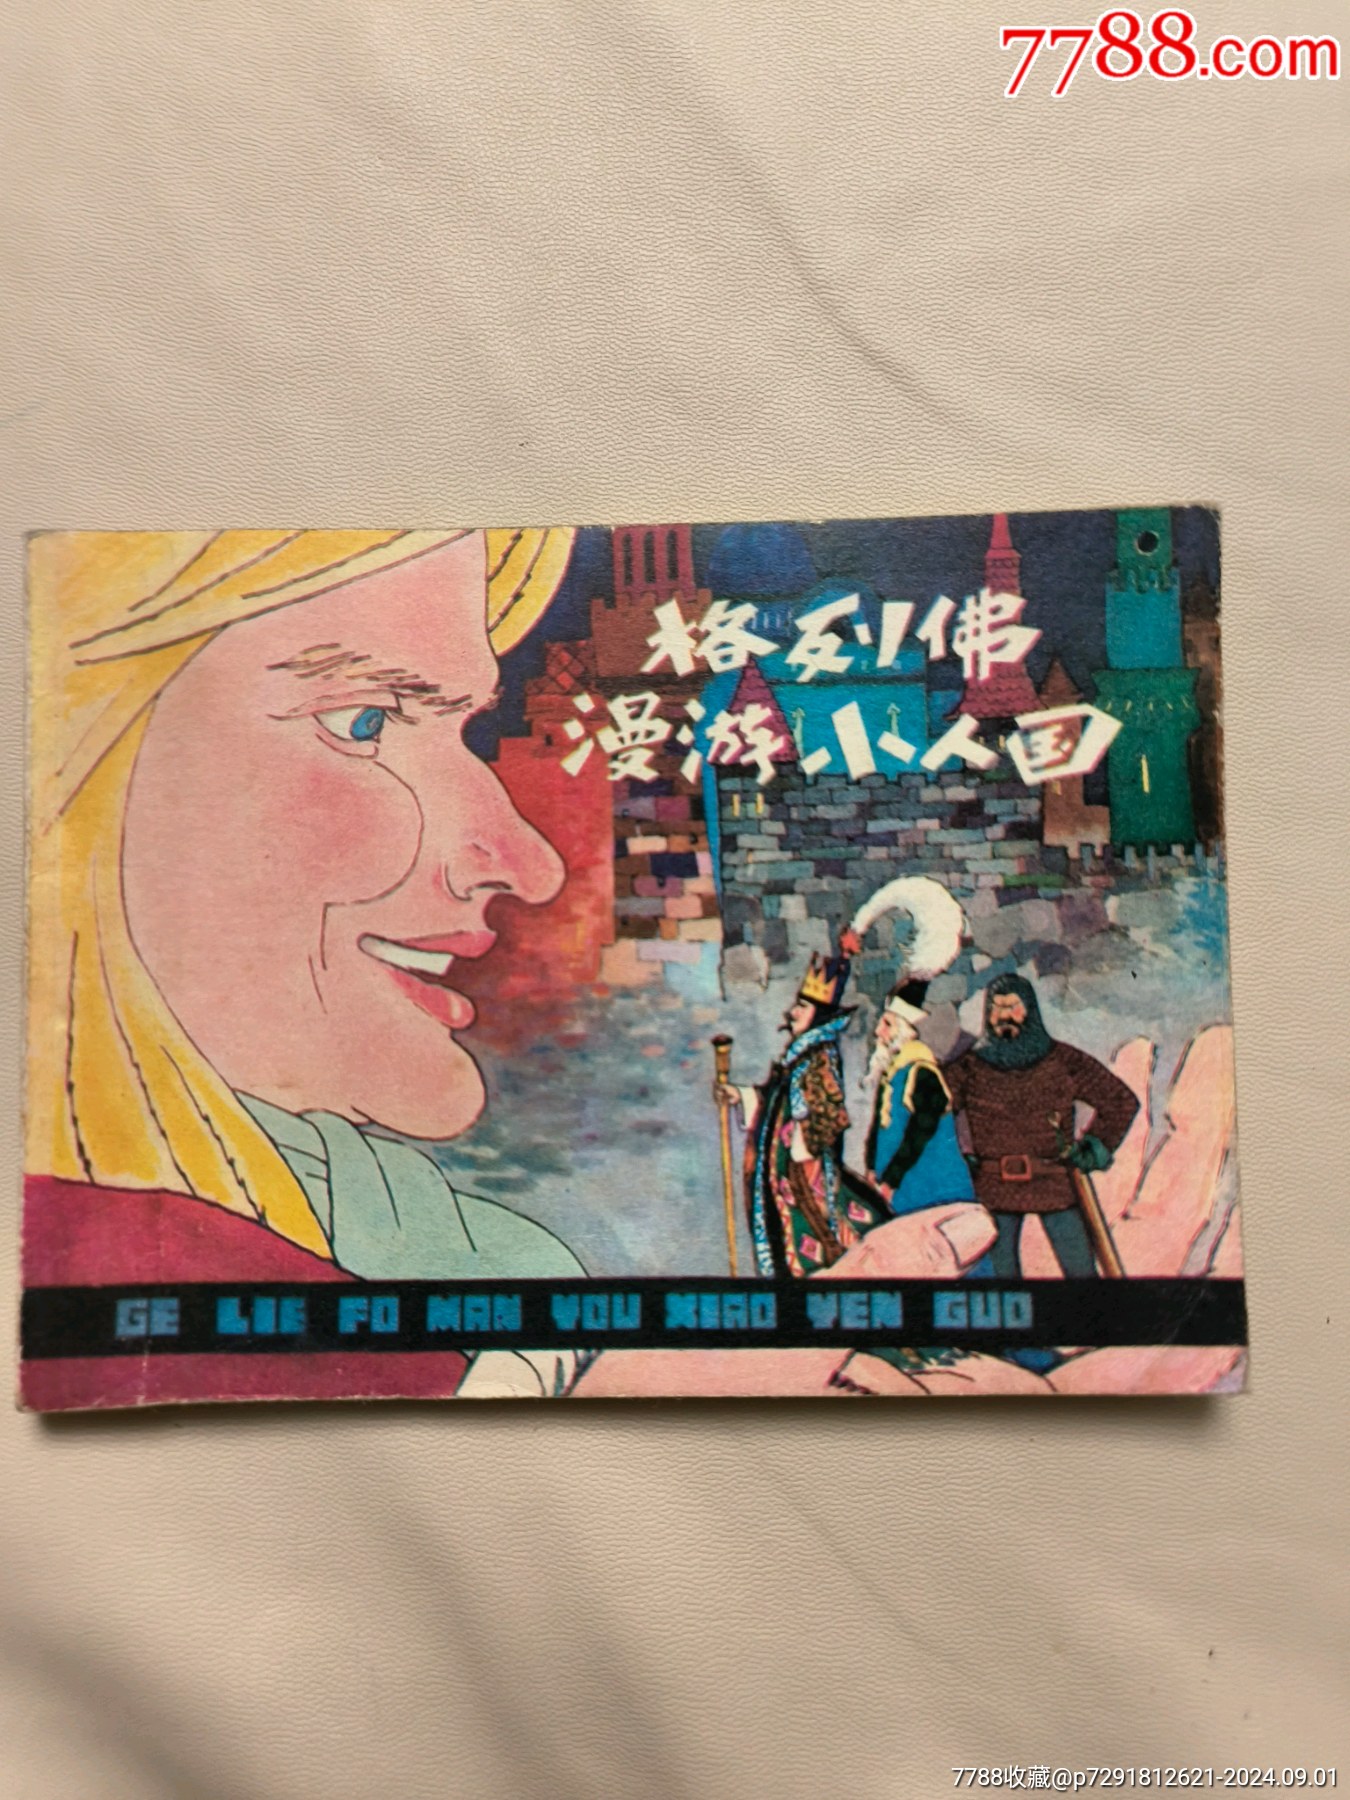 7788.com
格列佛
漫游小人国
GE LIE FO MAN YOU XIAO YEN GUO
7788收藏@p7291812621-2024.09.01